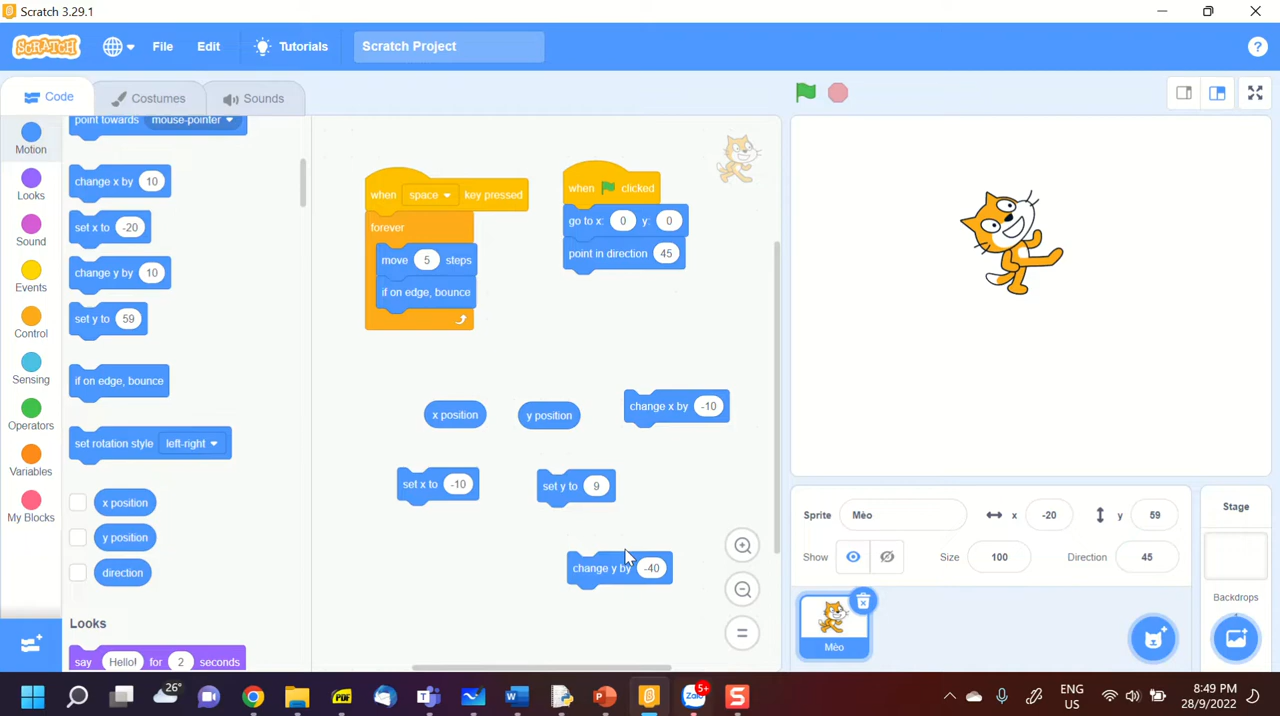 Scratch 3.29.1
SCRATCH
File
Edit
Tutorials
Scratch Project
?
Code
Costumes
Sounds
Motion
Looks
Sound
Events
Control
Sensing
Operators
Variables
My Blocks
point towards mouse-pointer
change x by 10
set x to -20
change y by 10
set y to 59
if on edge, bounce
set rotation style left-right
x position
y position
direction
Looks
say Hello! for 2 seconds
when space key pressed
forever
move 5 steps
if on edge, bounce
when clicked
go to x: 0 y: 0
point in direction 45
x position
y position
change x by -10
set x to -10
set y to 9
change y by -40
Sprite Mèo
x -20
y 59
Show
Size 100
Direction 45
Mèo
Stage
Backdrops
26°
PDF
Zalo
5+
S
ENG
US
8:49 PM
28/9/2022